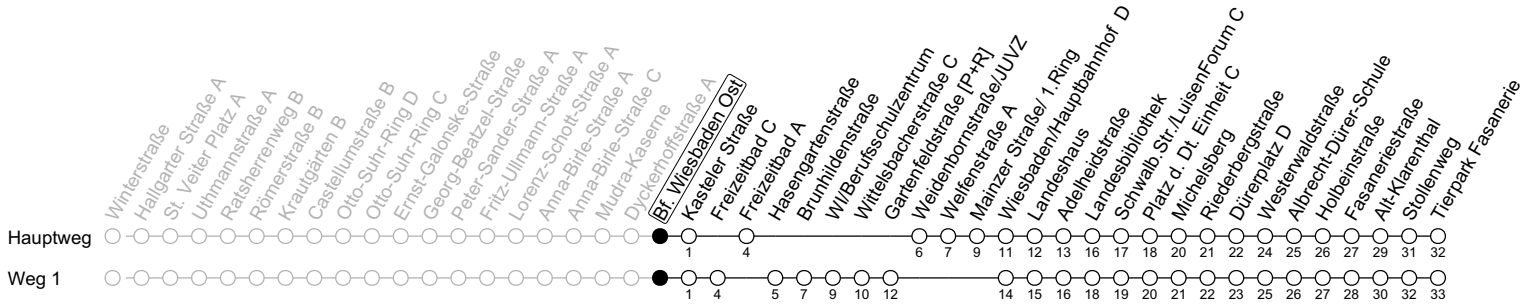 Winterstraße
Hallgarter Straße A
St. Veiter Platz A
Uthmannstraße A
Ratsherrenweg B
Römerstraße B
Krautgärten B
Castellumstraße B
Otto-Suhr-Ring D
Otto-Suhr-Ring C
Ernst-Galonske-Straße
Georg-Beatzel-Straße
Peter-Sander-Straße A
Fritz-Ullmann-Straße A
Lorenz-Schott-Straße A
Anna-Birle-Straße A
Anna-Birle-Straße C
Mudra-Kaserne
Dyckerhoffstraße A
Bf. Wiesbaden Ost
Kasteler Straße
Freizeitbad C
Freizeitbad A
Hasengartenstraße
Brunhildenstraße
WI/Berufsschulzentrum
Wittelsbacherstraße C
Gartenfeldstraße [P+R]
Weidenbornstraße/JUVZ
Welfenstraße A
Mainzer Straße/ 1.Ring
Wiesbaden/Hauptbahnhof D
Landeshaus
Adelheidstraße
Landesbibliothek
Schwalb.Str./LuisenForum C
Platz d. Dt. Einheit C
Michelsberg
Riederbergstraße
Dürerplatz D
Westerwaldstraße
Albrecht-Dürer-Schule
Holbeinstraße
Fasaneriestraße
Alt-Klarenthal
Stollenweg
Tierpark Fasanerie
Hauptweg
1 4 6 7 9 11 12 13 16 17 18 20 21 22 24 25 26 27 29 31 32
Weg 1
1 4 5 7 9 10 12 14 15 16 18 19 20 21 22 23 25 26 27 28 30 32 33